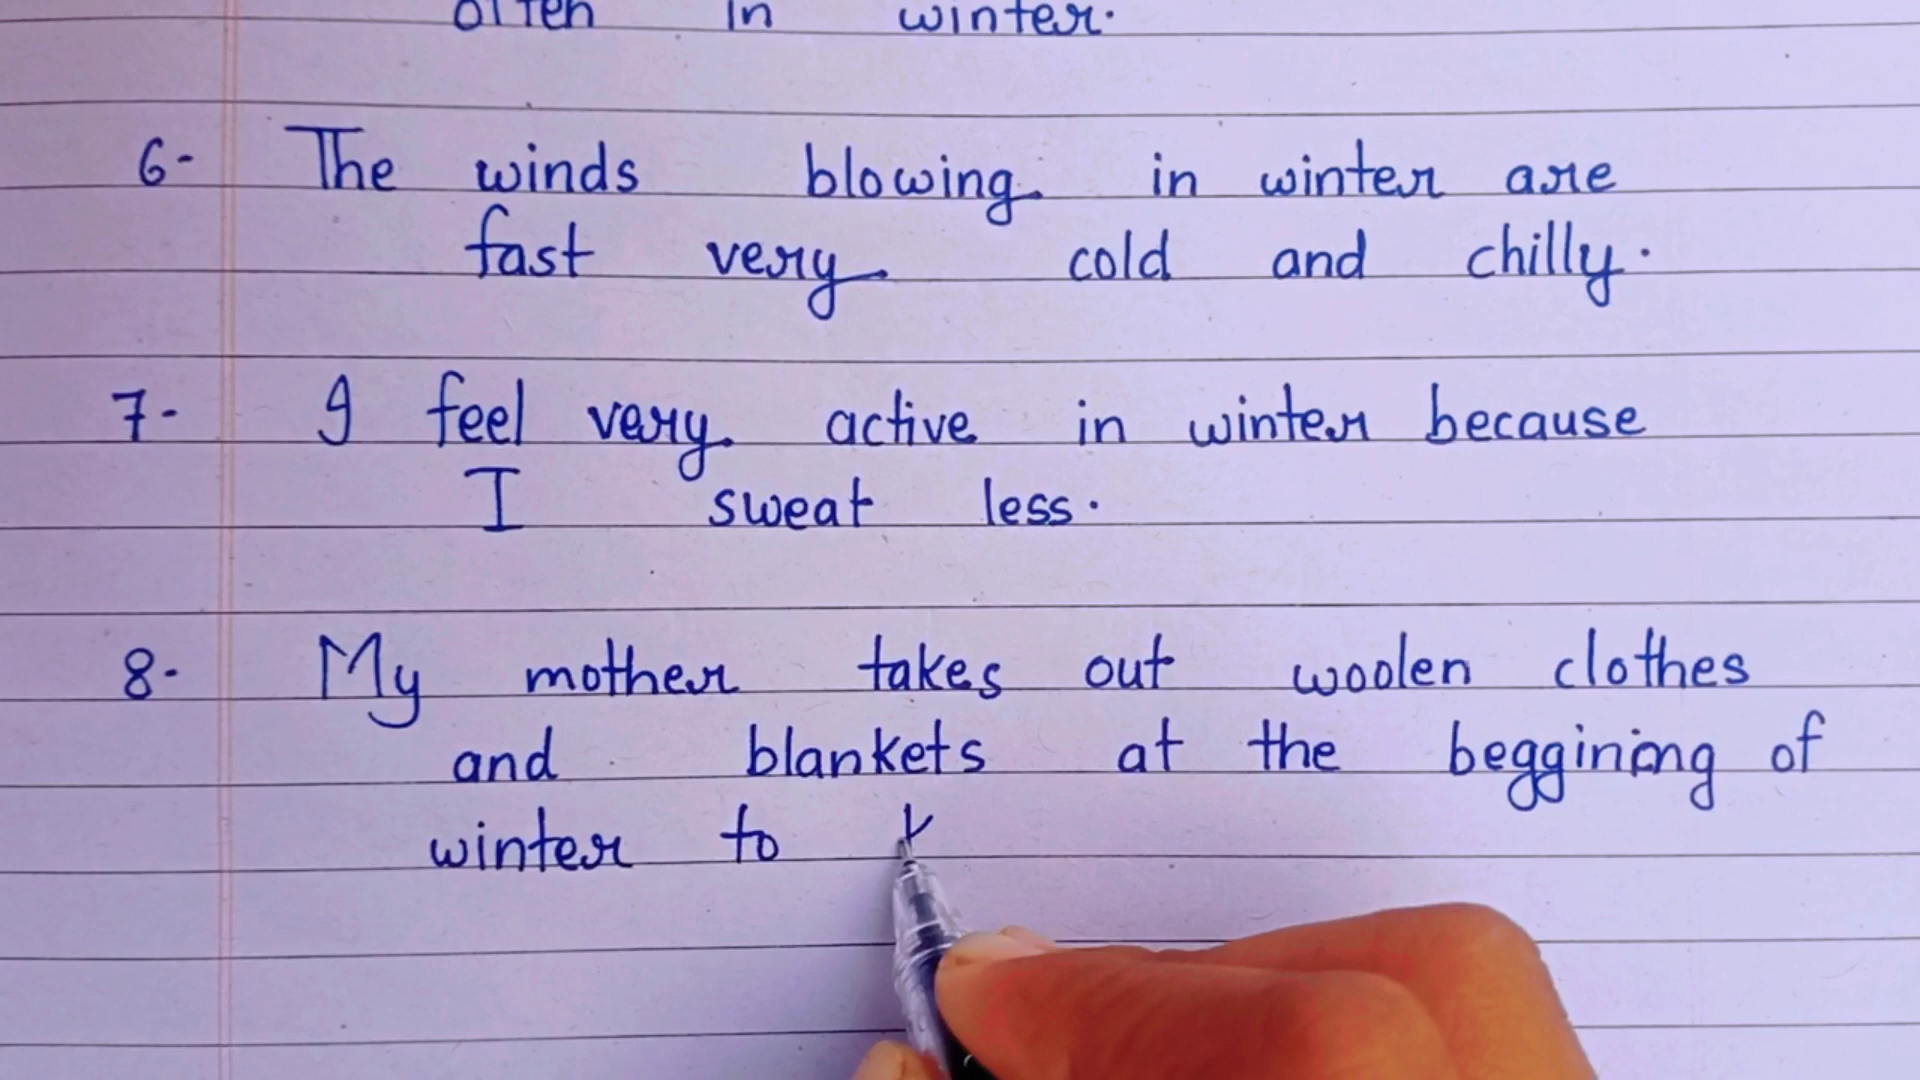 often in winter.
6- The winds blowing in winter are
fast very cold and chilly.
7- I feel very active in winter because
I sweat less.
8- My mother takes out woolen clothes
and blankets at the beggining of
winter to